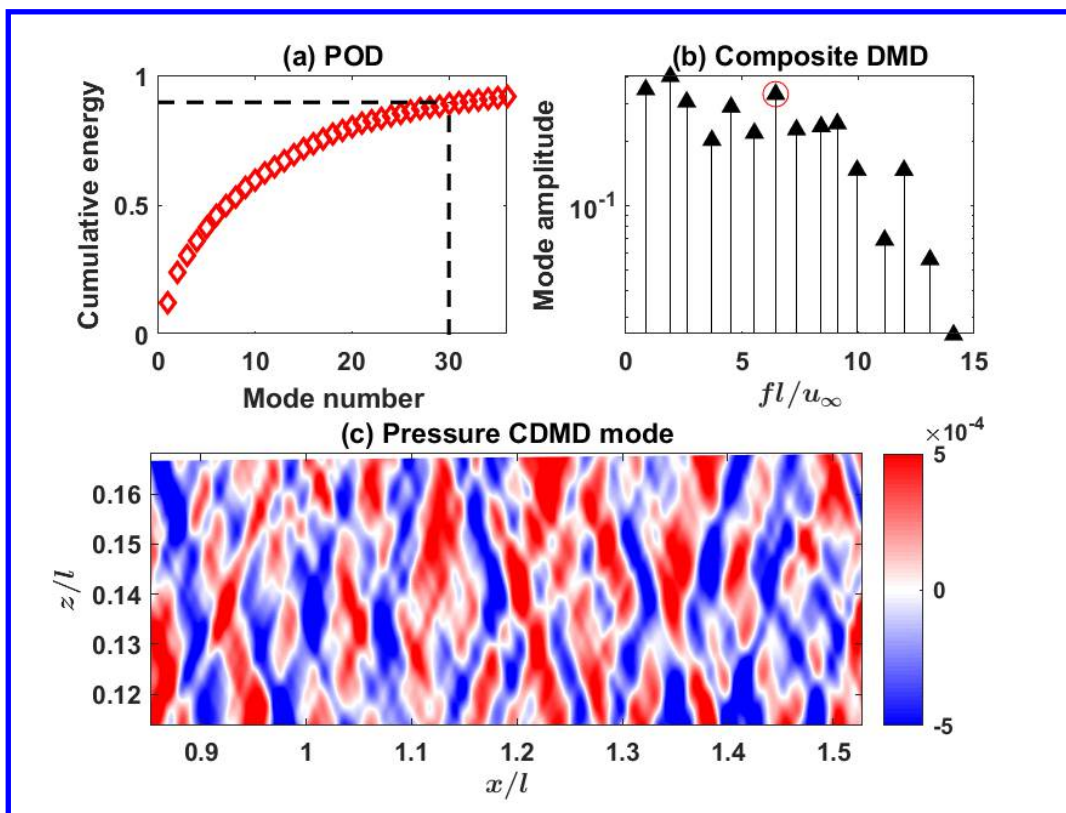 (a) POD
Cumulative energy
1
0.5
0
0 10 20 30
Mode number
(b) Composite DMD
Mode amplitude
10^-1
0 5 10 15
fl/u∞
(c) Pressure CDMD mode
z/l
0.16
0.15
0.14
0.13
0.12
0.9 1 1.1 1.2 1.3 1.4 1.5
x/l
×10^-4
5
0
-5